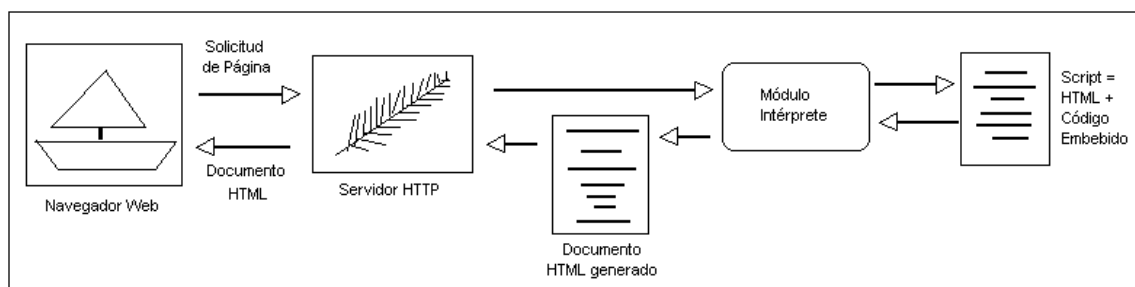 Solicitud
de Página
Documento
HTML
Navegador Web
Servidor HTTP
Documento
HTML generado
Módulo
Intérprete
Script =
HTML +
Código
Embebido